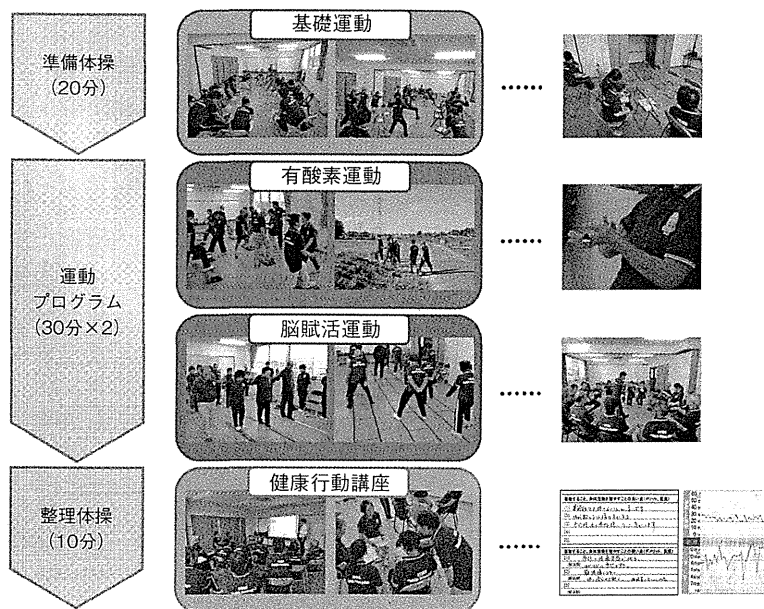 準備体操
(20分)
基礎運動
……
運動
プログラム
(30分×2)
有酸素運動
……
脳賦活運動
……
整理体操
(10分)
健康行動講座
……